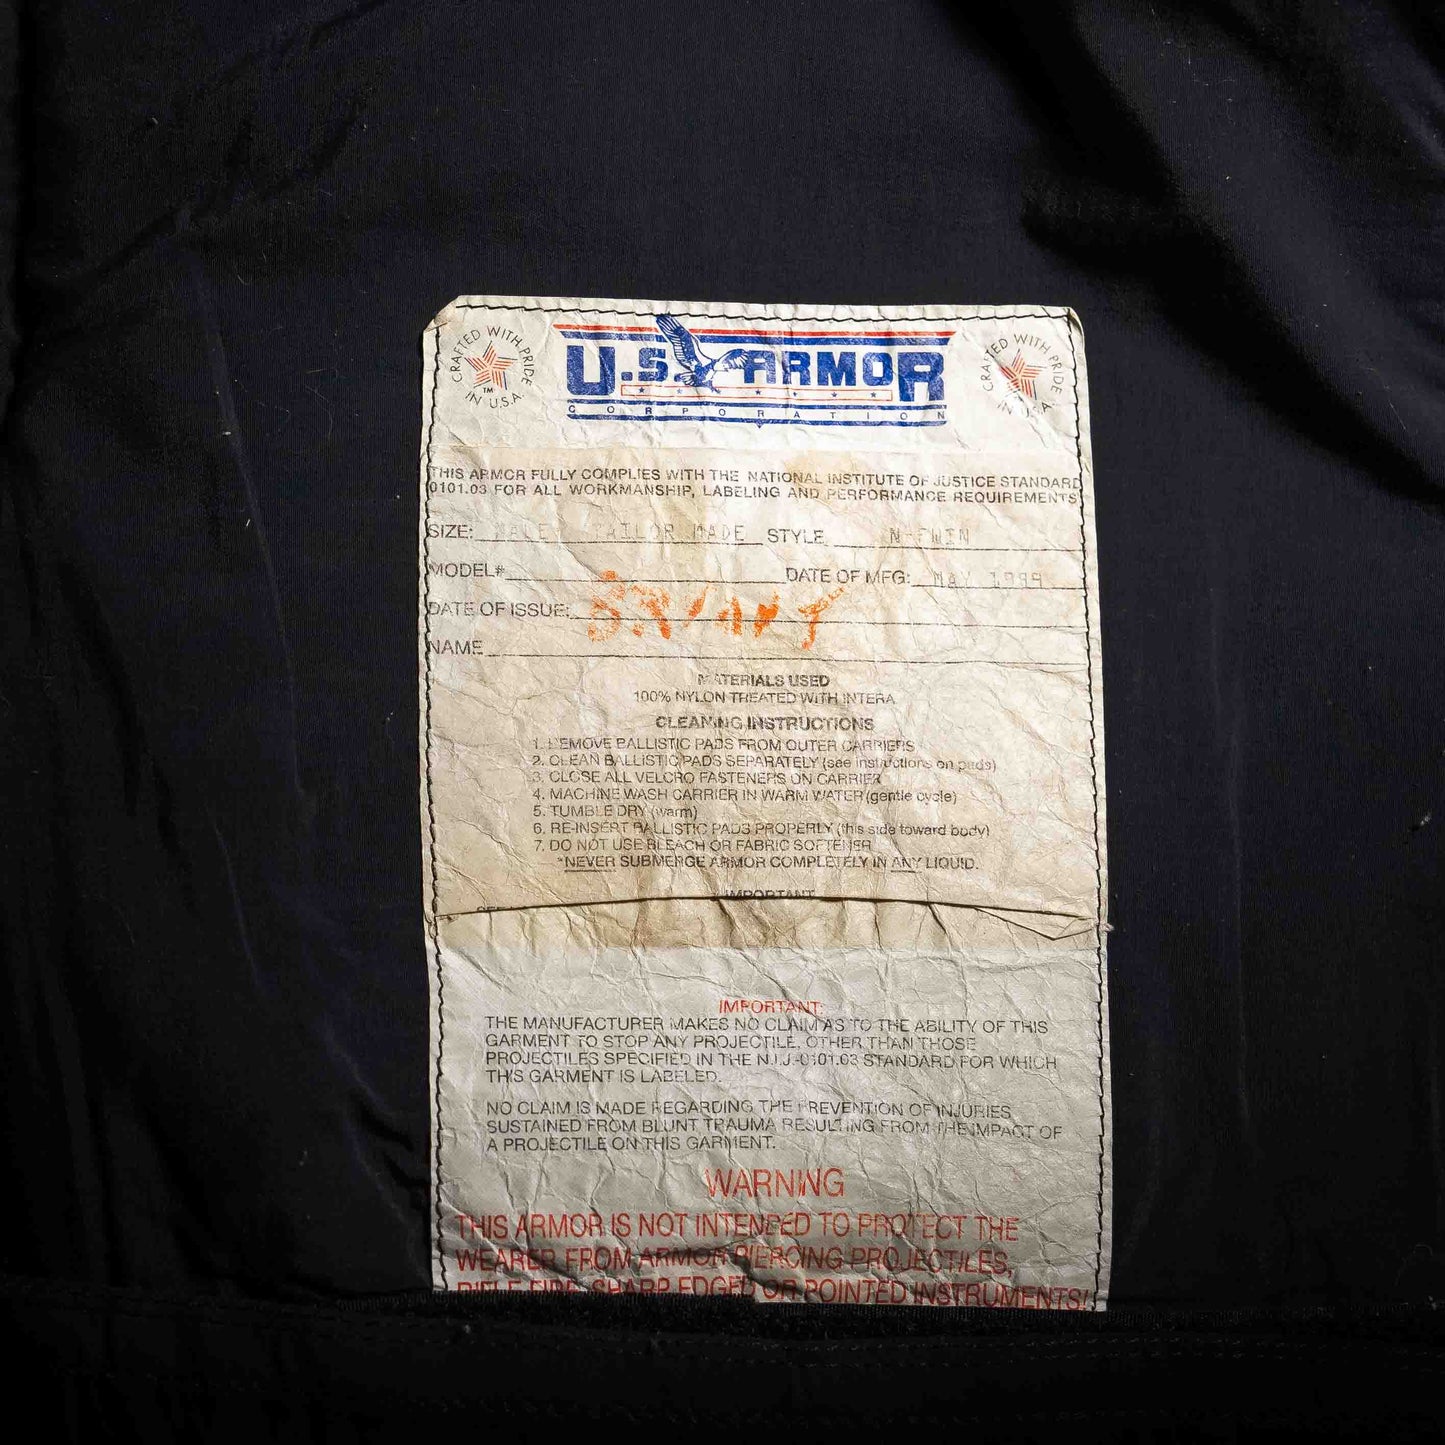 CRAFTED WITH PRIDE
IN U.S.A.
TM
U.S. ARMOR
CORPORATION
CRAFTED WITH PRIDE
IN U.S.A.
THIS ARMOR FULLY COMPLIES WITH THE NATIONAL INSTITUTE OF JUSTICE STANDARD
0101.03 FOR ALL WORKMANSHIP, LABELING AND PERFORMANCE REQUIREMENTS
SIZE: MALE TAILOR MADE STYLE
MODEL# DATE OF MFG: MAY 1999
DATE OF ISSUE:
NAME
MATERIALS USED
100% NYLON TREATED WITH INTERA
CLEANING INSTRUCTIONS
1. REMOVE BALLISTIC PADS FROM OUTER CARRIERS
2. CLEAN BALLISTIC PADS SEPARATELY (see instructions on pads)
3. CLOSE ALL VELCRO FASTENERS ON CARRIER
4. MACHINE WASH CARRIER IN WARM WATER (gentle cycle)
5. TUMBLE DRY (warm)
6. RE-INSERT BALLISTIC PADS PROPERLY (this side toward body)
7. DO NOT USE BLEACH OR FABRIC SOFTENER
*NEVER SUBMERGE ARMOR COMPLETELY IN ANY LIQUID.
IMPORTANT
IMPORTANT:
THE MANUFACTURER MAKES NO CLAIM AS TO THE ABILITY OF THIS
GARMENT TO STOP ANY PROJECTILE, OTHER THAN THOSE
PROJECTILES SPECIFIED IN THE N.I.J.-0101.03 STANDARD FOR WHICH
THIS GARMENT IS LABELED.
NO CLAIM IS MADE REGARDING THE PREVENTION OF INJURIES
SUSTAINED FROM BLUNT TRAUMA RESULTING FROM THE IMPACT OF
A PROJECTILE ON THIS GARMENT.
WARNING
THIS ARMOR IS NOT INTENDED TO PROTECT THE
WEARER FROM ARMOR PIERCING PROJECTILES,
RIFLE FIRE, SHARP EDGED OR POINTED INSTRUMENTS!